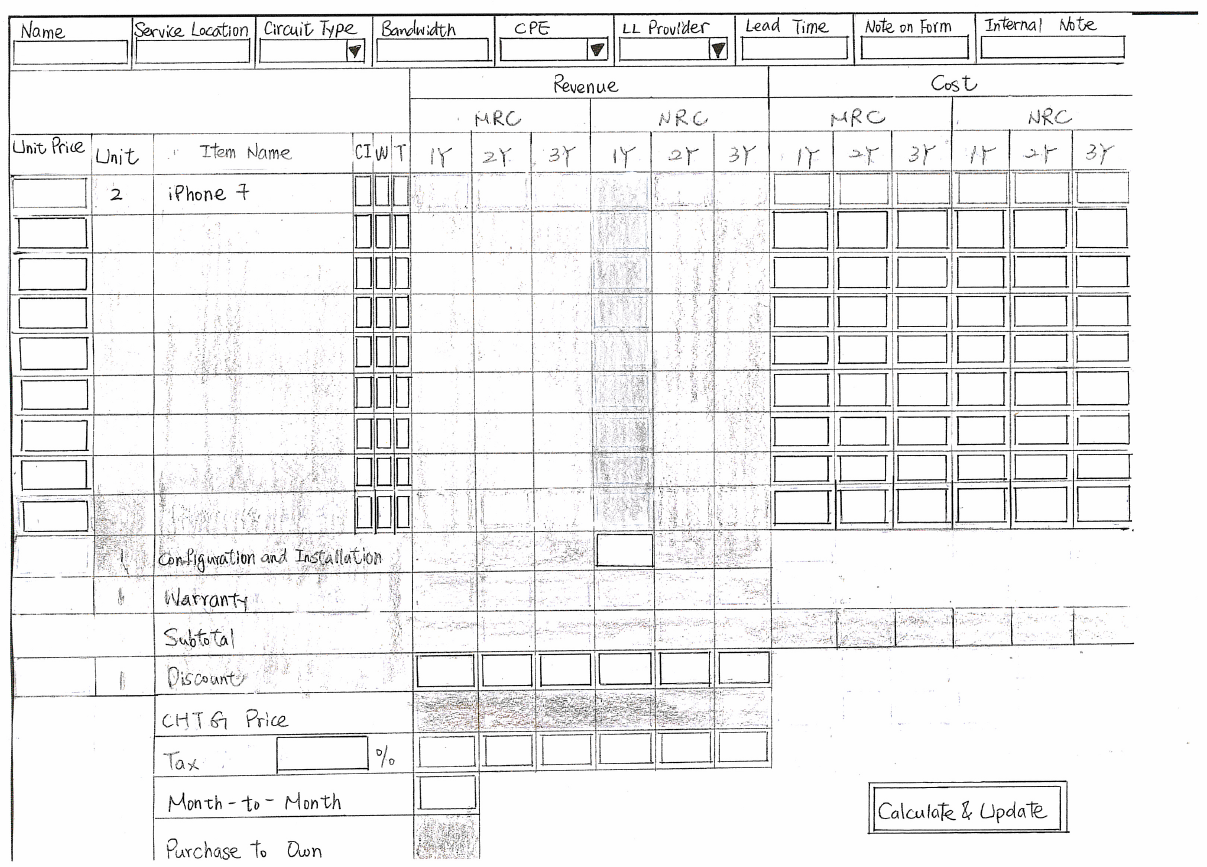 Name Service Location Circuit Type Bandwidth CPE LL Provider Lead Time Note on Form Internal Note
Revenue Cost
MRC NRC MRC NRC
Unit Price Unit Item Name CI W T 1Y 2Y 3Y 1Y 2Y 3Y 1Y 2Y 3Y 1Y 2Y 3Y
2 iPhone 7
1 Configuration and Installation
1 Warranty
Subtotal
1 Discount
CHTG Price
Tax %
Month-to-Month
Calculate & Update
Purchase to Own